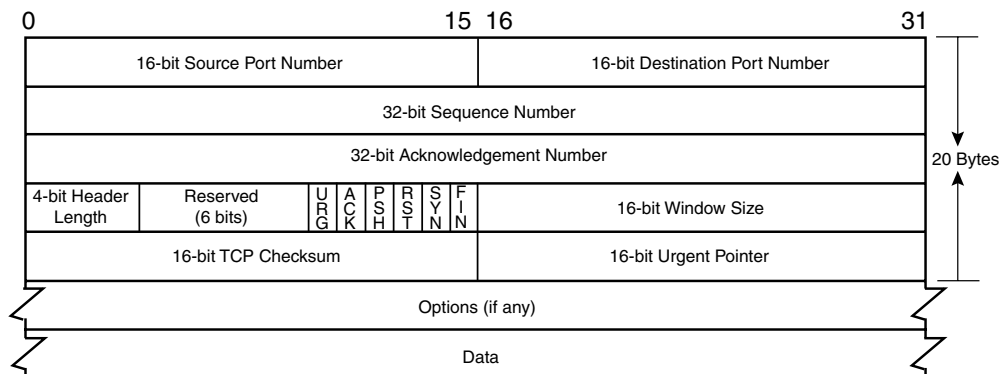 0 15 16 31
16-bit Source Port Number 16-bit Destination Port Number
32-bit Sequence Number
32-bit Acknowledgement Number
20 Bytes
4-bit Header Length Reserved (6 bits) URG ACK PSH RST SYN FIN 16-bit Window Size
16-bit TCP Checksum 16-bit Urgent Pointer
Options (if any)
Data